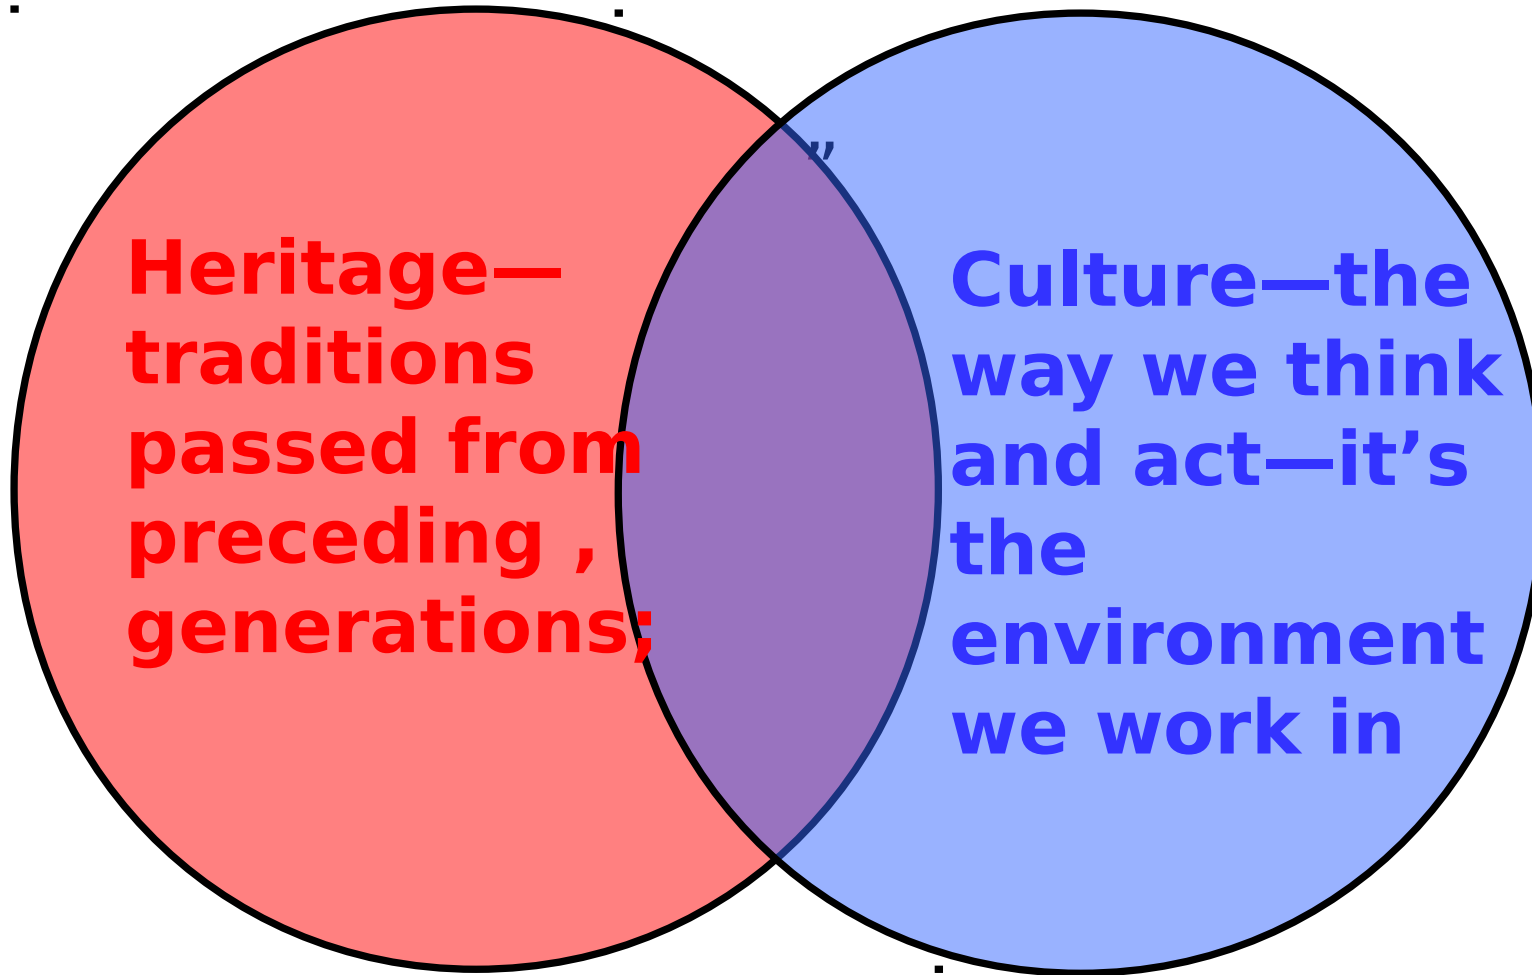 ”
Heritage—
traditions
passed from
preceding ,
generations;
Culture—the
way we think
and act—it’s
the
environment
we work in